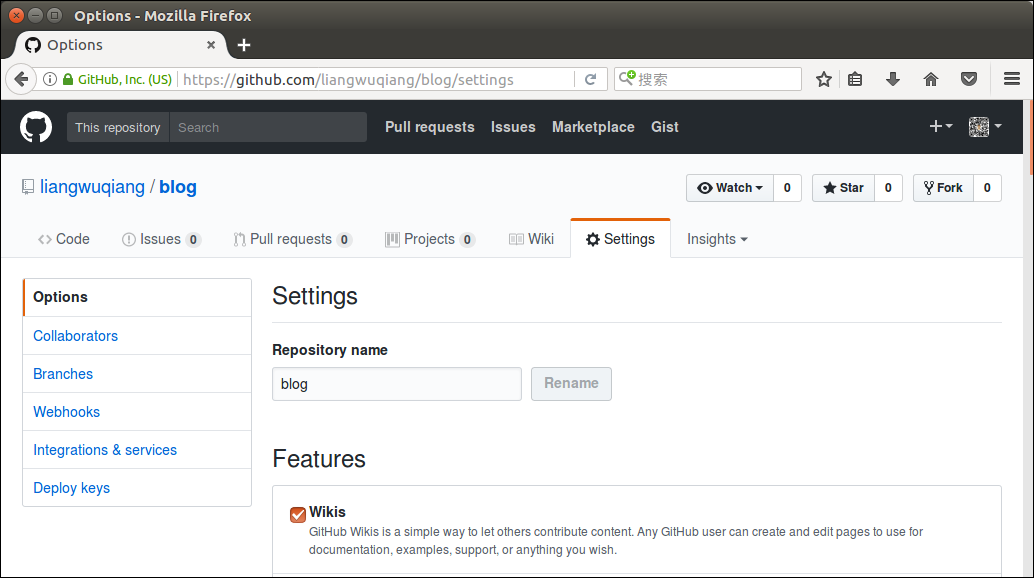 Options - Mozilla Firefox
Options
GitHub, Inc. (US) https://github.com/liangwuqiang/blog/settings 搜索
This repository Search Pull requests Issues Marketplace Gist
liangwuqiang / blog Watch 0 Star 0 Fork 0
Code Issues 0 Pull requests 0 Projects 0 Wiki Settings Insights
Options
Collaborators
Branches
Webhooks
Integrations & services
Deploy keys
Settings
Repository name
blog Rename
Features
Wikis
GitHub Wikis is a simple way to let others contribute content. Any GitHub user can create and edit pages to use for
documentation, examples, support, or anything you wish.